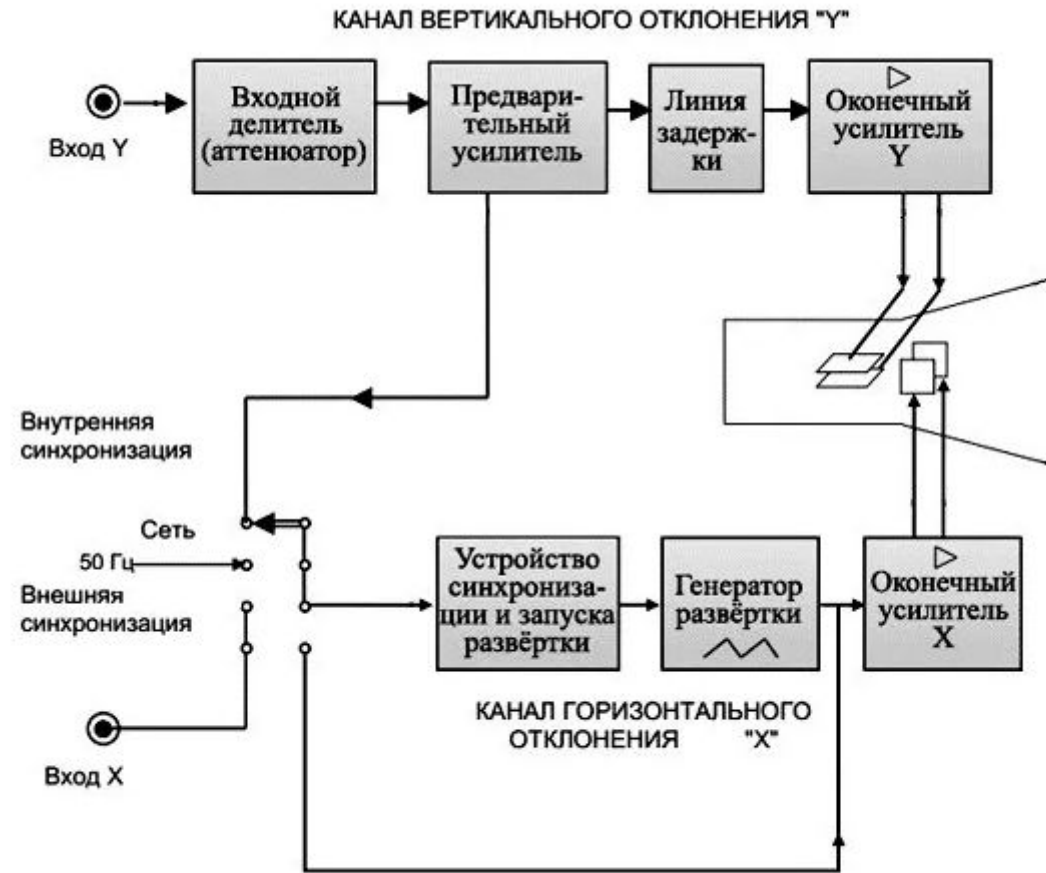 КАНАЛ ВЕРТИКАЛЬНОГО ОТКЛОНЕНИЯ "Y"
Вход Y
Входной
делитель
(аттенюатор)
Предвари-
тельный
усилитель
Линия
задерж-
ки
Оконечный
усилитель
Y
Внутренняя
синхронизация
Сеть
50 Гц
Внешняя
синхронизация
Вход X
Устройство
синхрониза-
ции и запуска
развёртки
Генератор
развёртки
Оконечный
усилитель
X
КАНАЛ ГОРИЗОНТАЛЬНОГО
ОТКЛОНЕНИЯ "X"